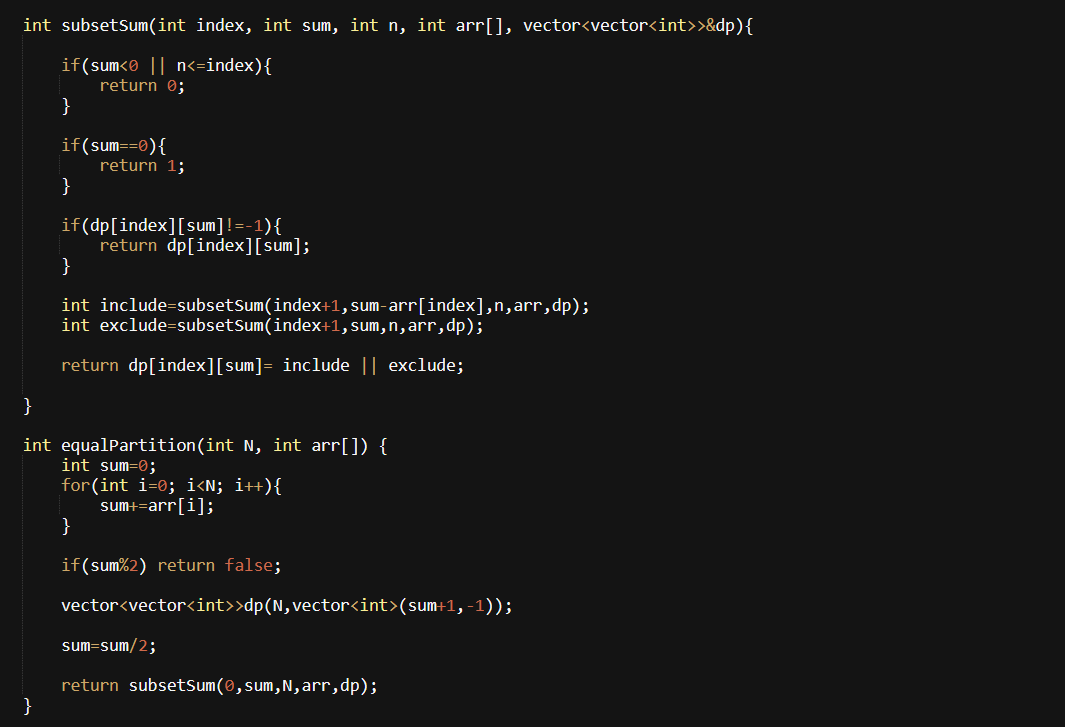 int subsetSum(int index, int sum, int n, int arr[], vector<vector<int>>&dp){
if(sum<0 || n<=index){
return 0;
}
if(sum==0){
return 1;
}
if(dp[index][sum]!=-1){
return dp[index][sum];
}
int include=subsetSum(index+1,sum-arr[index],n,arr,dp);
int exclude=subsetSum(index+1,sum,n,arr,dp);
return dp[index][sum]= include || exclude;
}
int equalPartition(int N, int arr[]) {
int sum=0;
for(int i=0; i<N; i++){
sum+=arr[i];
}
if(sum%2) return false;
vector<vector<int>>dp(N,vector<int>(sum+1,-1));
sum=sum/2;
return subsetSum(0,sum,N,arr,dp);
}